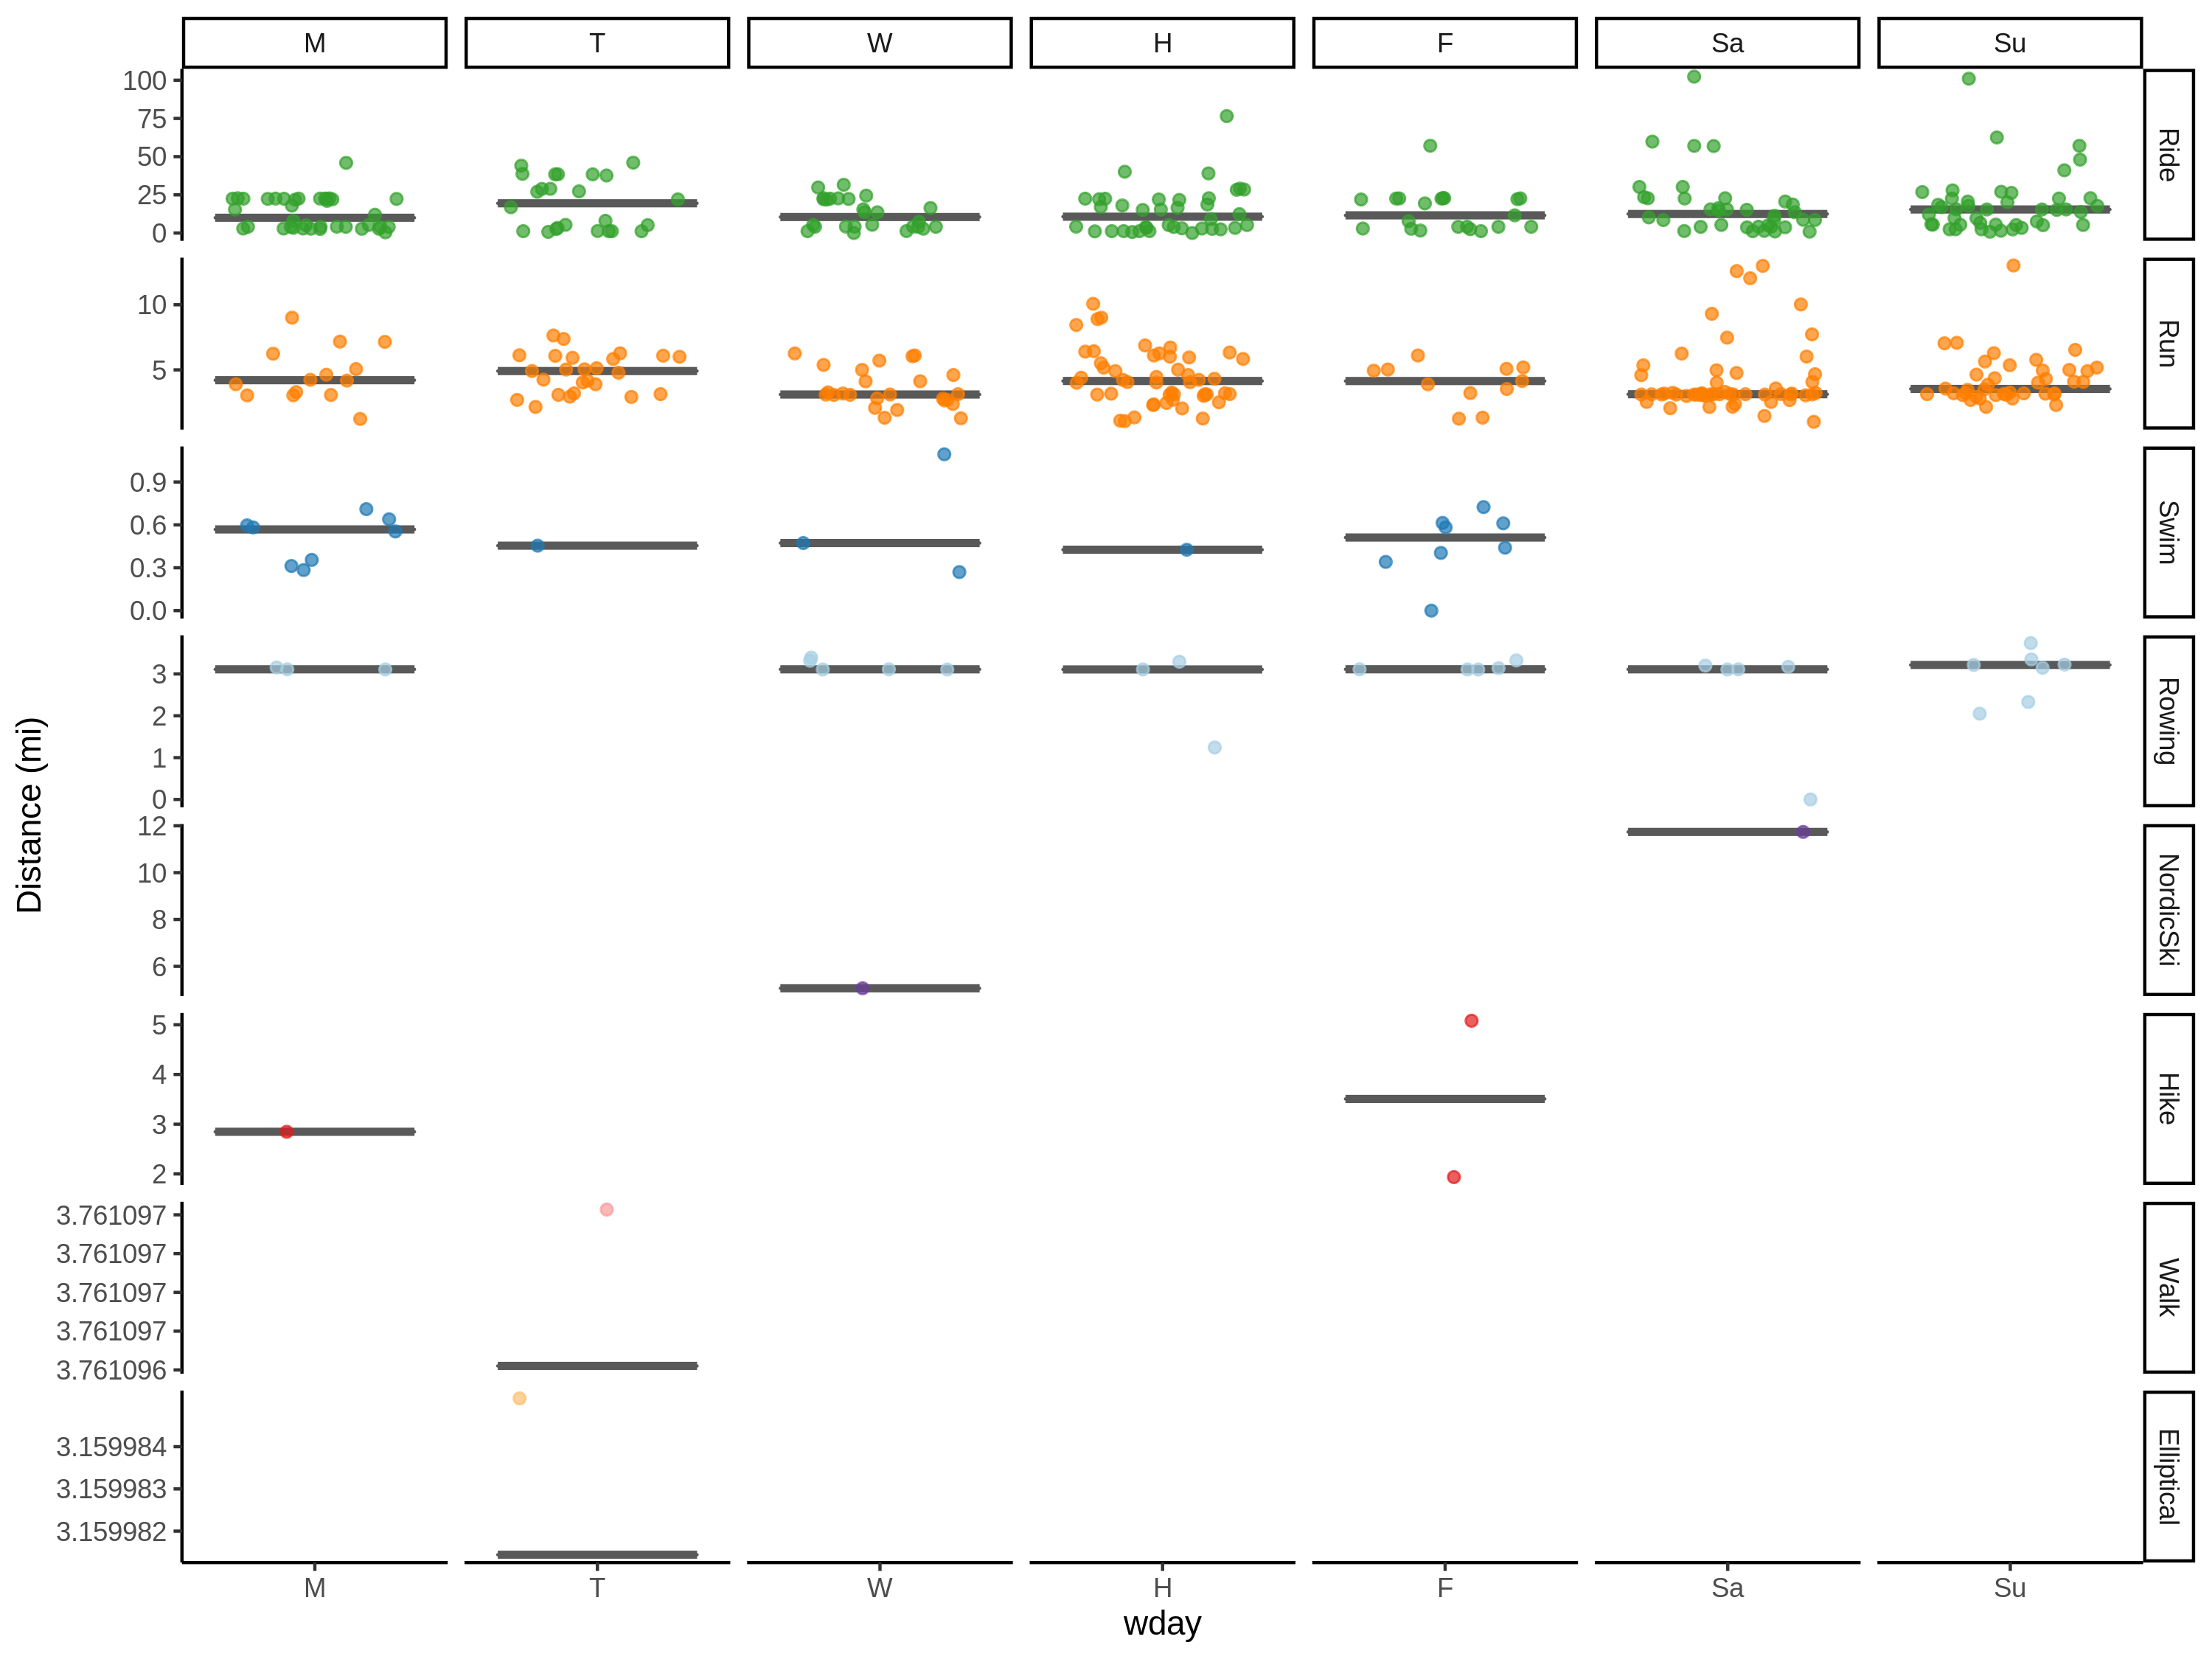 M T W H F Sa Su
100
75
50
25
0
Ride
10
5
Run
0.9
0.6
0.3
0.0
Swim
3
2
1
0
Rowing
12
10
8
6
NordicSki
5
4
3
2
Hike
3.761097
3.761097
3.761097
3.761097
3.761096
Walk
3.159984
3.159983
3.159982
Elliptical
Distance (mi)
M T W H F Sa Su
wday